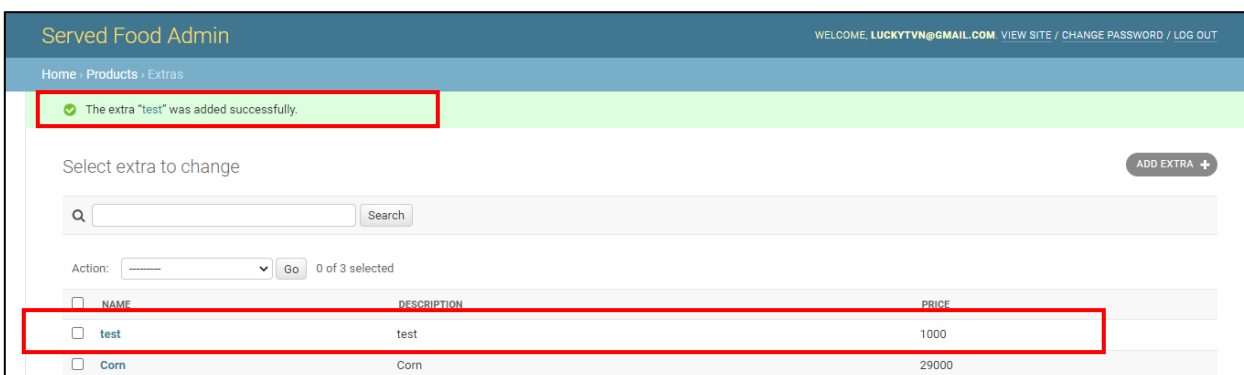 Served Food Admin
WELCOME, LUCKYTVN@GMAIL.COM. VIEW SITE / CHANGE PASSWORD / LOG OUT
Home › Products › Extras
The extra “test” was added successfully.
Select extra to change
ADD EXTRA +
Search
Action: --------- Go 0 of 3 selected
NAME DESCRIPTION PRICE
test test 1000
Corn Corn 29000